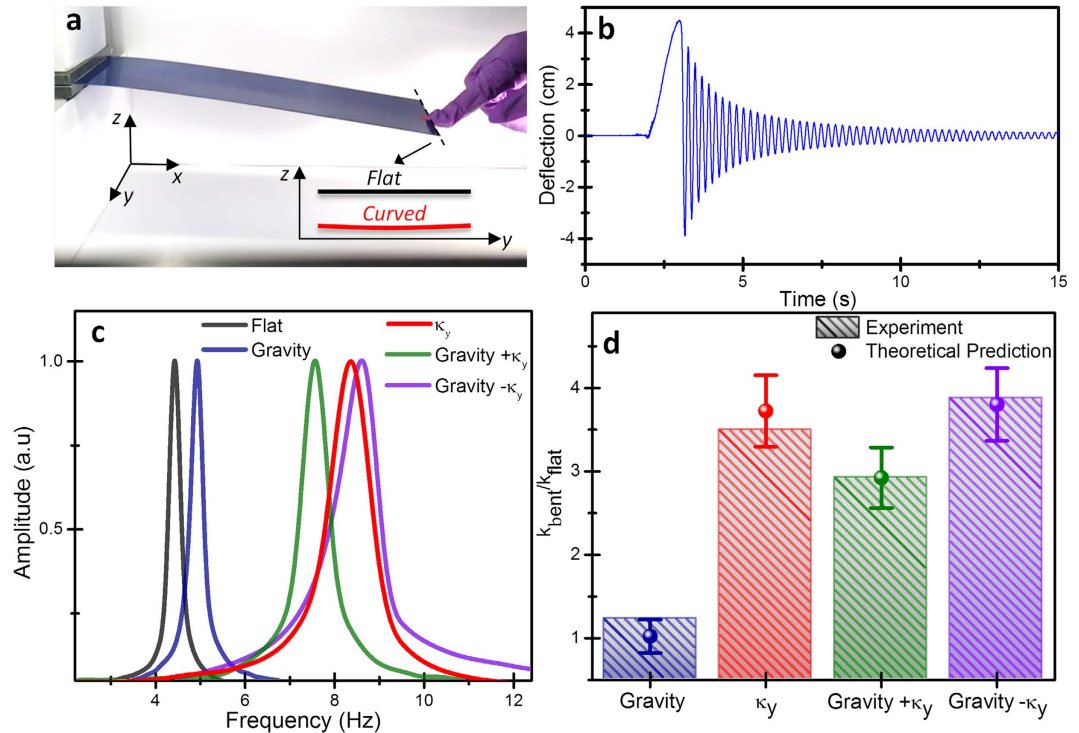 a
z
x
y
z
Flat
Curved
y
b
4
2
0
-2
-4
Deflection (cm)
0
5
10
15
Time (s)
c
Flat
Gravity
κy
Gravity +κy
Gravity -κy
1.0
0.5
Amplitude (a.u)
4
6
8
10
12
Frequency (Hz)
d
Experiment
Theoretical Prediction
4
3
2
1
kbent/kflat
Gravity
κy
Gravity +κy
Gravity -κy